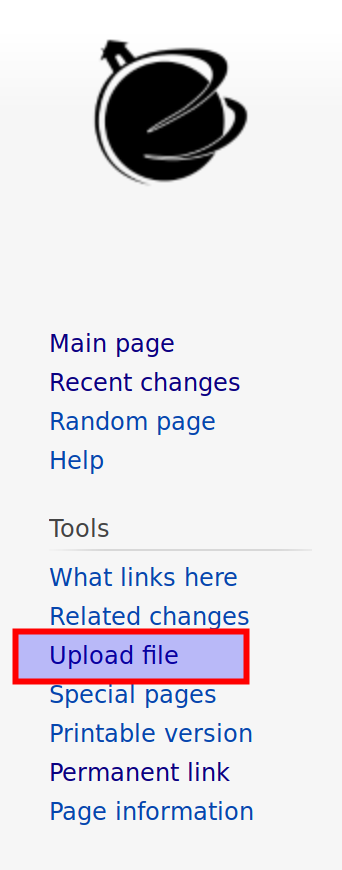 Main page
Recent changes
Random page
Help
Tools
What links here
Related changes
Upload file
Special pages
Printable version
Permanent link
Page information